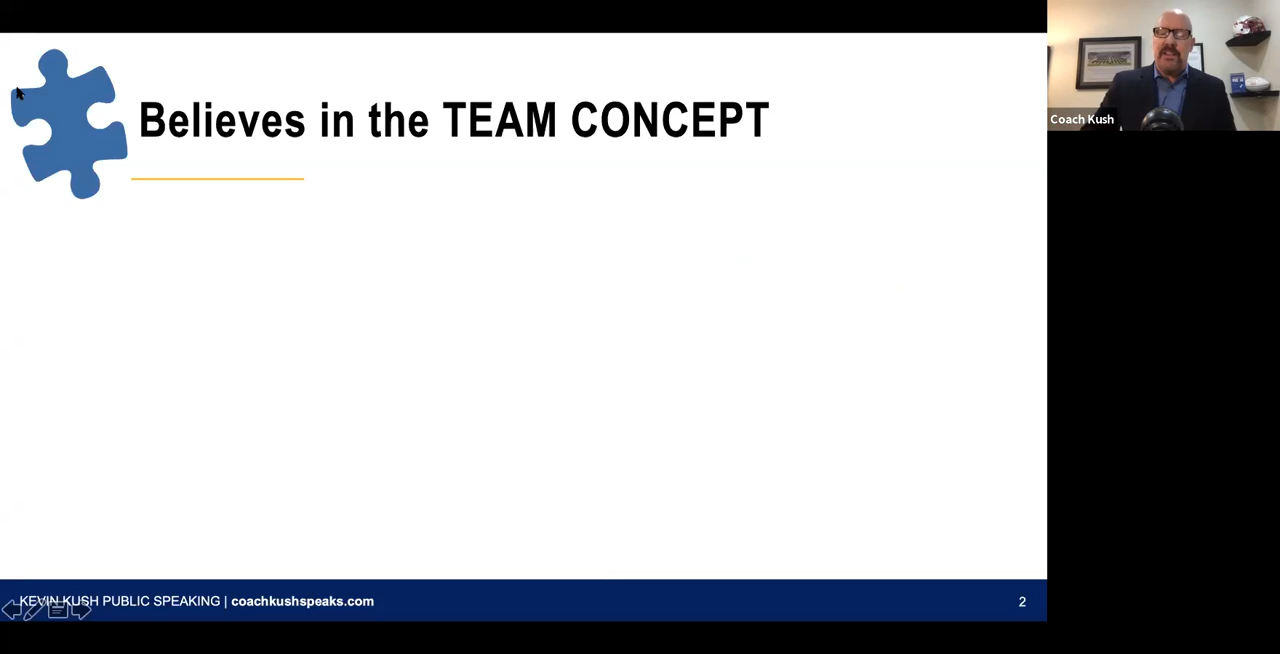 Believes in the TEAM CONCEPT
Coach Kush
KEVIN KUSH PUBLIC SPEAKING | coachkushspeaks.com
2